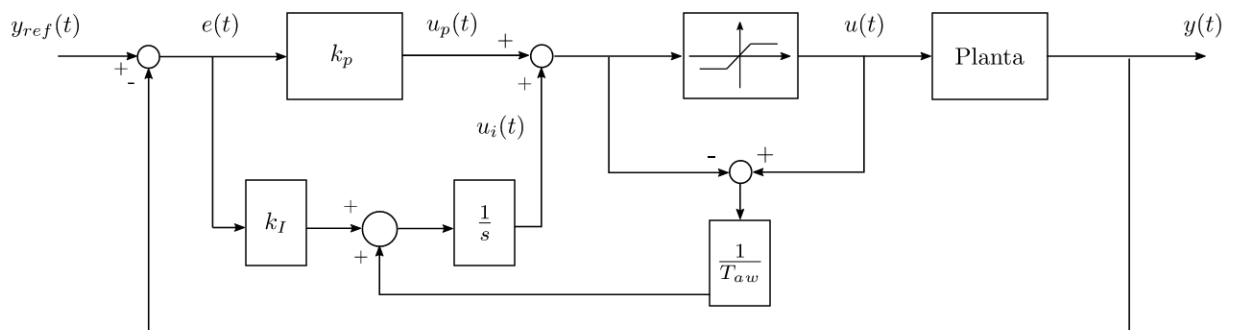 y_ref(t)
e(t)
k_p
u_p(t)
u(t)
Planta
y(t)
+
-
+
+
u_i(t)
-
+
k_I
+
+
1/s
1/T_aw